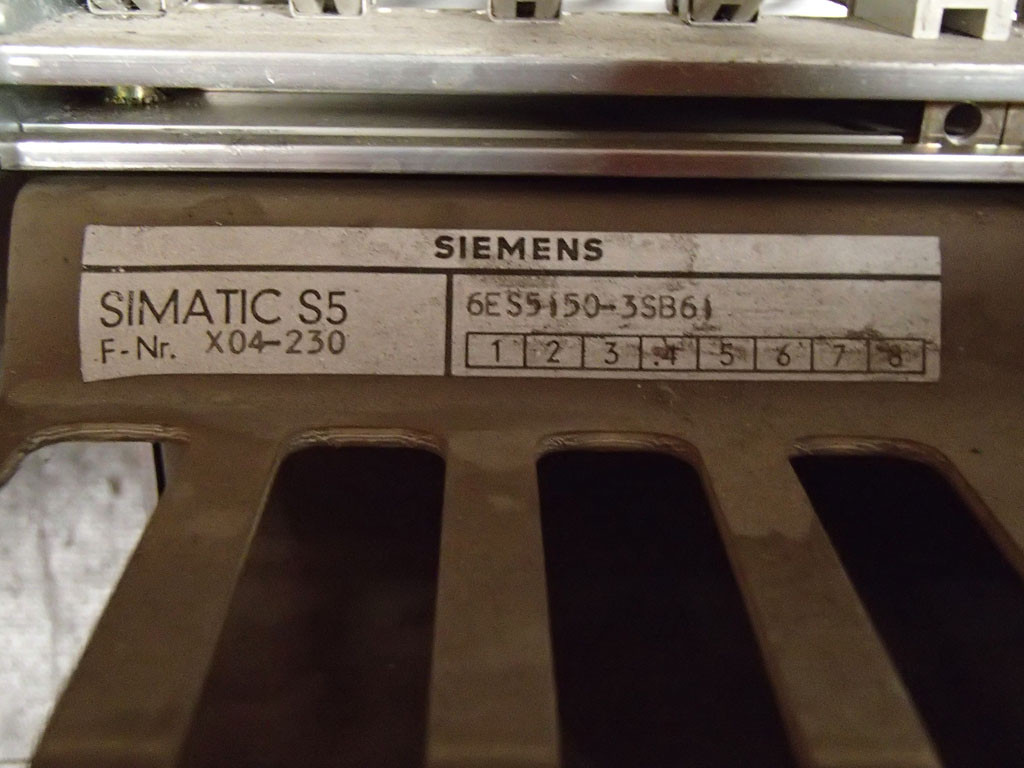 SIEMENS
SIMATIC S5
F-Nr. X04-230
6ES5150-3SB61
1 2 3 4 5 6 7 8